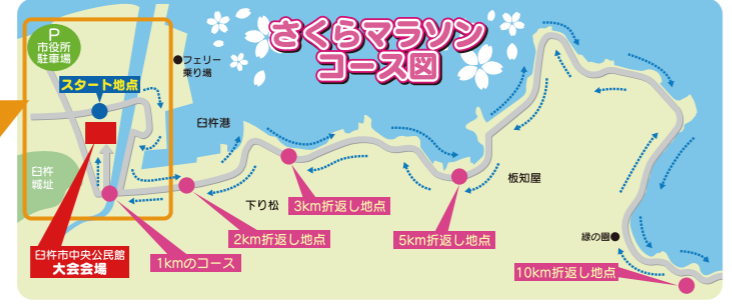 さくらマラソン
コース図
P
市役所
駐車場
スタート地点
●フェリー
乗り場
臼杵港
臼杵
城址
下り松
3km折返し地点
板知屋
2km折返し地点
5km折返し地点
緑の園●
臼杵市中央公民館
大会会場
1kmのコース
10km折返し地点